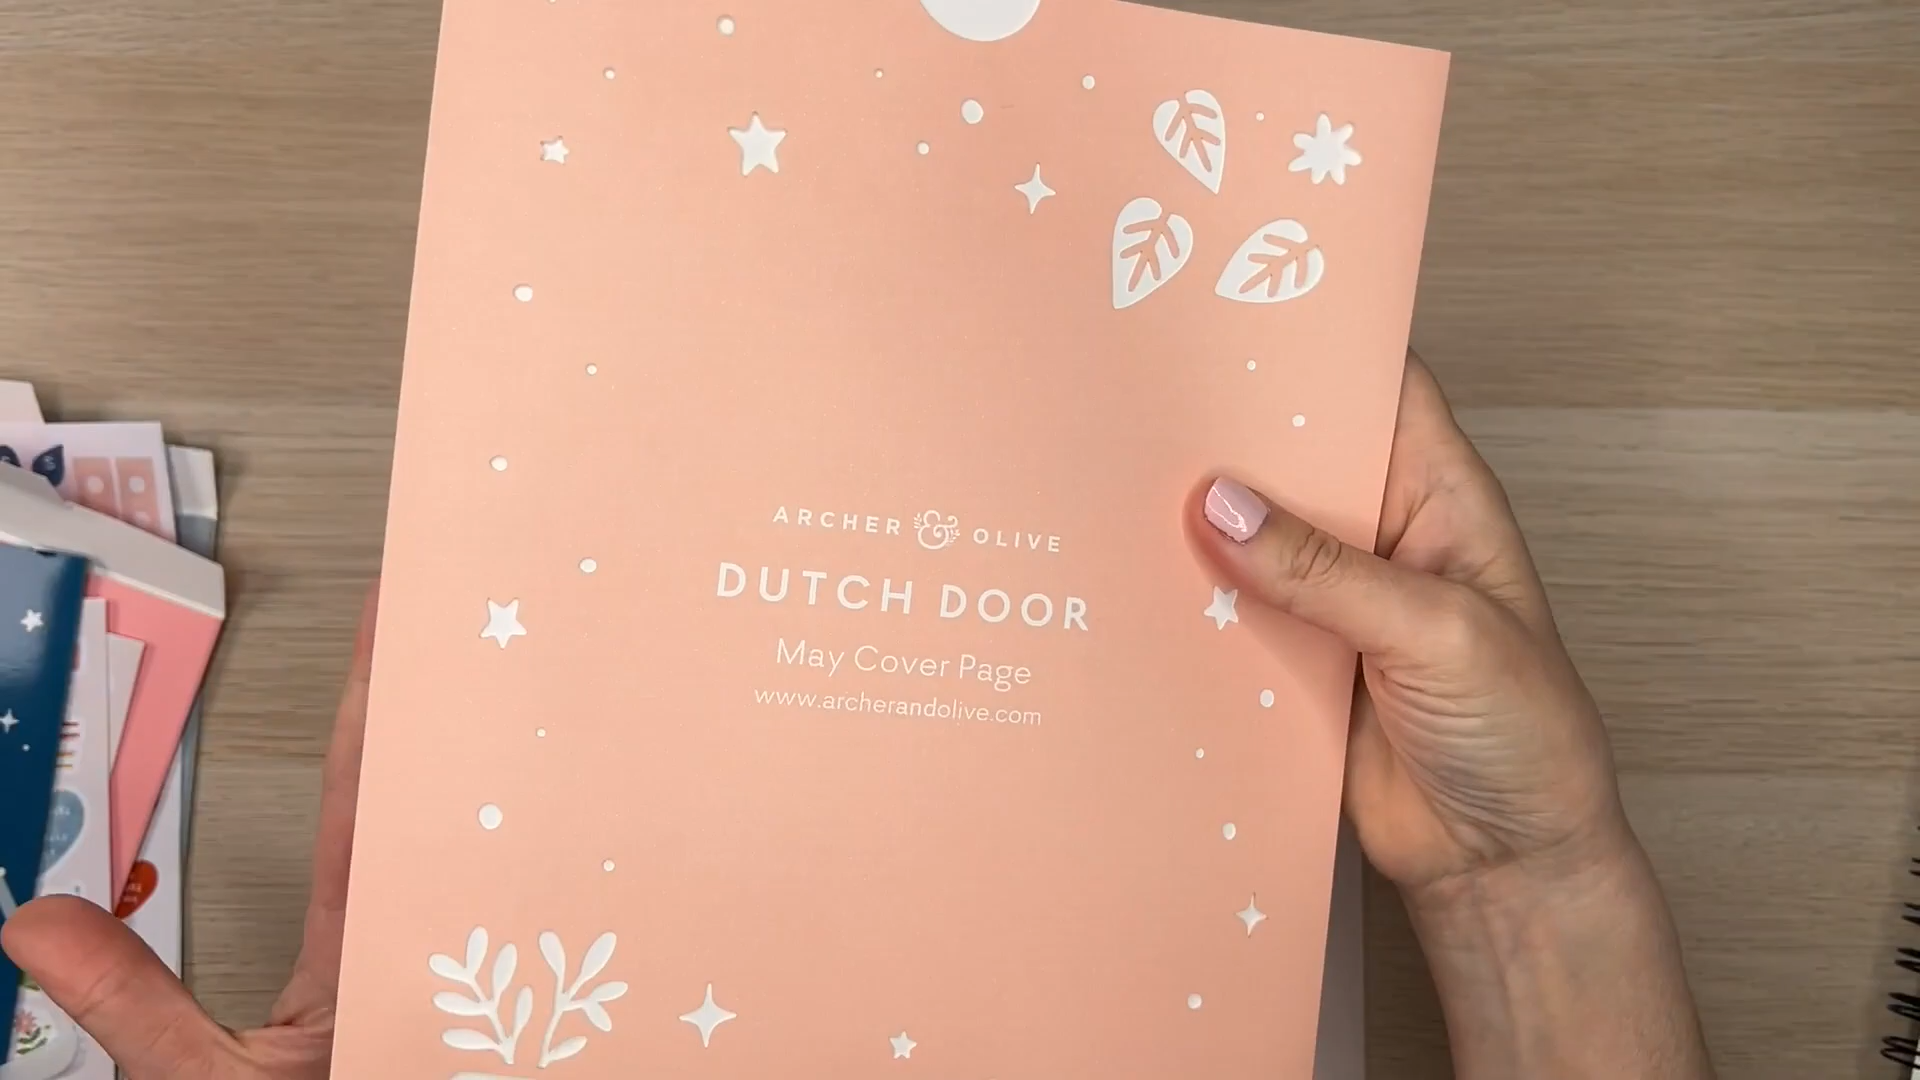 ARCHER & OLIVE
DUTCH DOOR
May Cover Page
www.archerandolive.com